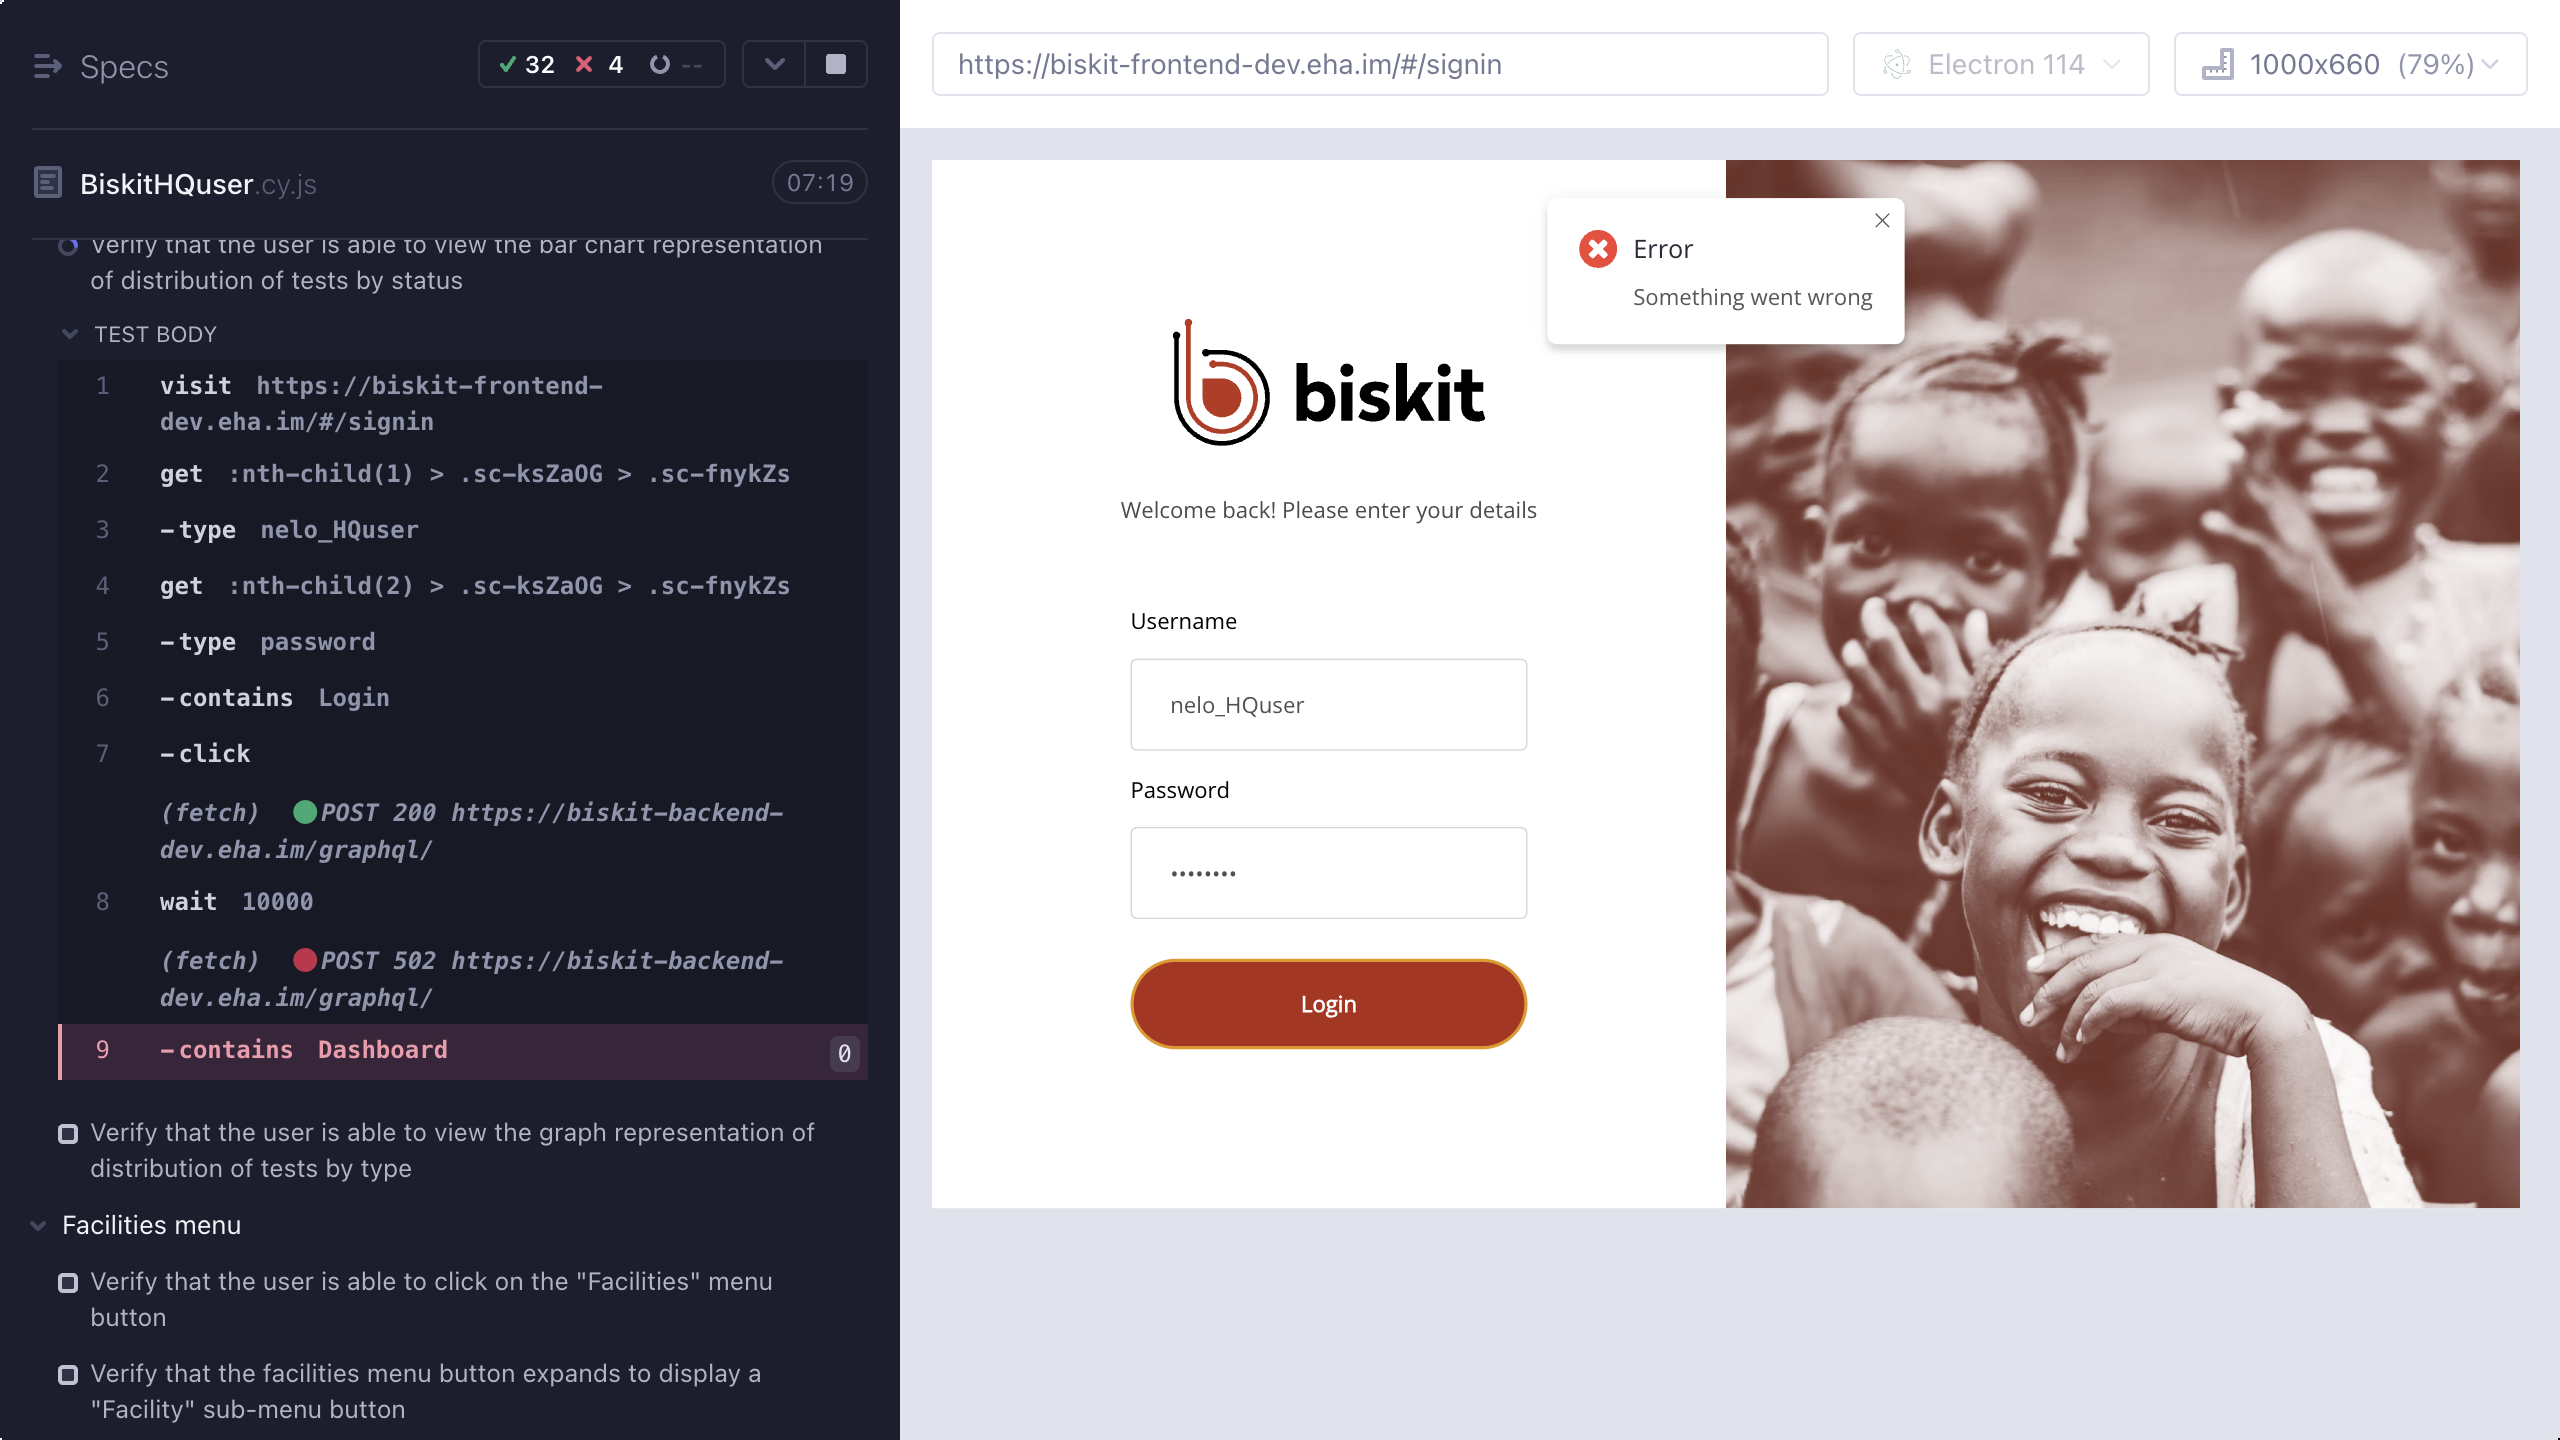 Specs
32 4 --
BiskitHQuser.cy.js
07:19
Verify that the user is able to view the bar chart representation
of distribution of tests by status
TEST BODY
1 visit https://biskit-frontend-
dev.eha.im/#/signin
2 get :nth-child(1) > .sc-ksZaOG > .sc-fnykZs
3 -type nelo_HQuser
4 get :nth-child(2) > .sc-ksZaOG > .sc-fnykZs
5 -type password
6 -contains Login
7 -click
(fetch) POST 200 https://biskit-backend-
dev.eha.im/graphql/
8 wait 10000
(fetch) POST 502 https://biskit-backend-
dev.eha.im/graphql/
9 -contains Dashboard 0
Verify that the user is able to view the graph representation of
distribution of tests by type
Facilities menu
Verify that the user is able to click on the "Facilities" menu
button
Verify that the facilities menu button expands to display a
"Facility" sub-menu button
https://biskit-frontend-dev.eha.im/#/signin
Electron 114
1000x660 (79%)
Error
Something went wrong
biskit
Welcome back! Please enter your details
Username
nelo_HQuser
Password
••••••••
Login